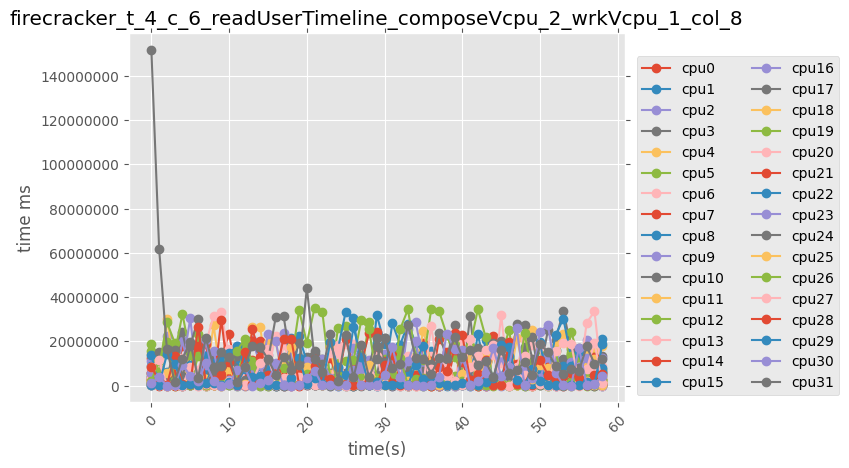 firecracker_t_4_c_6_readUserTimeline_composeVcpu_2_wrkVcpu_1_col_8
time ms
140000000
120000000
100000000
80000000
60000000
40000000
20000000
0
0 10 20 30 40 50 60
time(s)
cpu0
cpu1
cpu2
cpu3
cpu4
cpu5
cpu6
cpu7
cpu8
cpu9
cpu10
cpu11
cpu12
cpu13
cpu14
cpu15
cpu16
cpu17
cpu18
cpu19
cpu20
cpu21
cpu22
cpu23
cpu24
cpu25
cpu26
cpu27
cpu28
cpu29
cpu30
cpu31